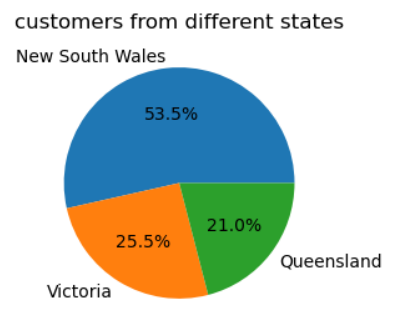 customers from different states
New South Wales
53.5%
25.5%
21.0%
Queensland
Victoria